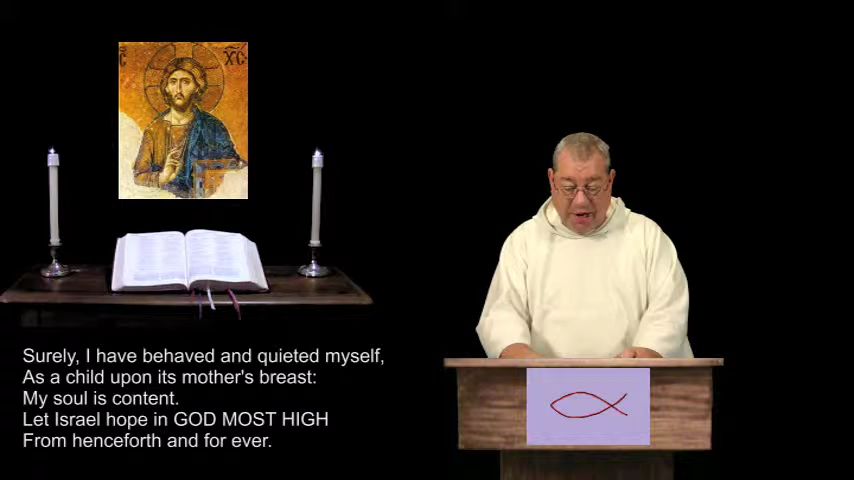 Surely, I have behaved and quieted myself,
As a child upon its mother's breast:
My soul is content.
Let Israel hope in GOD MOST HIGH
From henceforth and for ever.